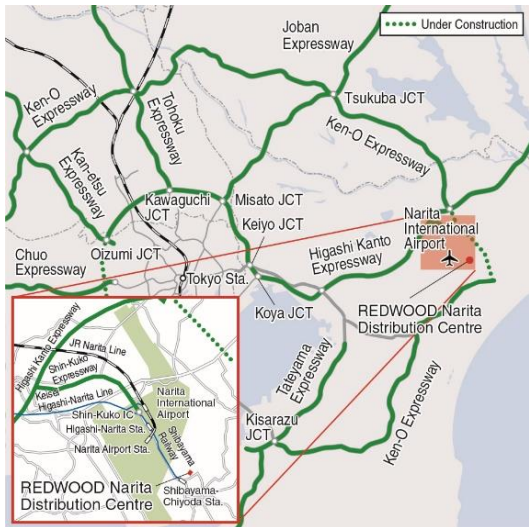 Under Construction
Joban
Expressway
Ken-O
Expressway
Tohoku
Expressway
Tsukuba JCT
Ken-O Expressway
Kan-etsu
Expressway
Kawaguchi
JCT
Misato JCT
Keiyo JCT
Narita
International
Airport
Chuo
Expressway
Oizumi JCT
Higashi Kanto
Expressway
Tokyo Sta.
Koya JCT
REDWOOD Narita
Distribution Centre
Tateyama
Expressway
Ken-O Expressway
Kisarazu
JCT
Higashi Kanto Expressway
JR Narita Line
Shin-Kuko
Expressway
Keisei
Higashi-Narita Line
Narita
International
Airport
Shin-Kuko IC
Higashi-Narita Sta.
Narita Airport Sta.
Shibayama
Railway
REDWOOD Narita
Distribution Centre
Shibayama-
Chiyoda Sta.